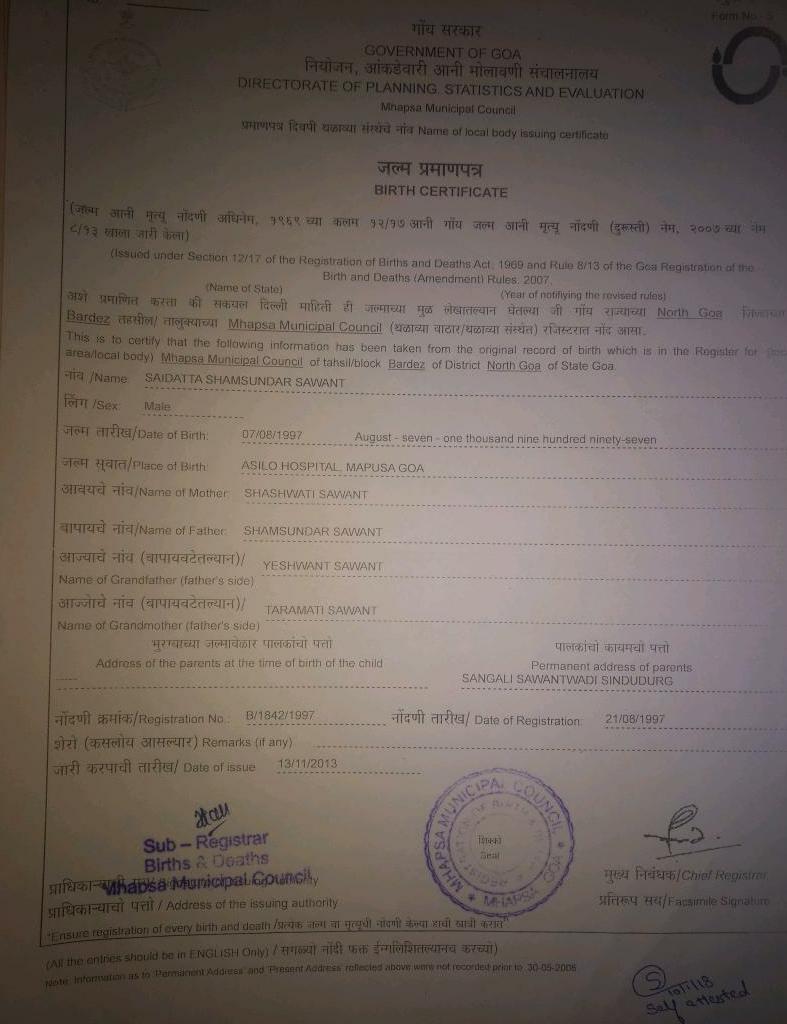 Form No - 5
गोंय सरकार
GOVERNMENT OF GOA
नियोजन, आंकडेवारी आनी मोलावणी संचालनालय
DIRECTORATE OF PLANNING, STATISTICS AND EVALUATION
Mhapsa Municipal Council
प्रमाणपत्र दिवपी थळाव्या संस्थेचे नांव Name of local body issuing certificate
जल्म प्रमाणपत्र
BIRTH CERTIFICATE
(जल्म आनी मृत्यू नोंदणी अधिनेम, १९६९ च्या कलम १२/१७ आनी गोंय जल्म आनी मृत्यू नोंदणी (दुरूस्ती) नेम, २००७ च्या नेम
८/१३ खाला जारी केला)
(Issued under Section 12/17 of the Registration of Births and Deaths Act, 1969 and Rule 8/13 of the Goa Registration of the
Birth and Deaths (Amendment) Rules, 2007.
(Name of State) (Year of notifiying the revised rules)
अशे प्रमाणित करता की सकयल दिल्ली माहिती ही जल्माच्या मुळ लेखातल्यान घेतल्या जी गोंय राज्याच्या North Goa
Bardez तहसील/ तालुक्याच्या Mhapsa Municipal Council (थळाव्या वाठार/थळाव्या संस्थेत) रजिस्टरात नोंद आसा.
This is to certify that the following information has been taken from the original record of birth which is in the Register for
area/local body) Mhapsa Municipal Council of tahsil/block Bardez of District North Goa of State Goa.
नांव /Name: SAIDATTA SHAMSUNDAR SAWANT
लिंग /Sex: Male
जल्म तारीख/Date of Birth: 07/08/1997 August - seven - one thousand nine hundred ninety-seven
जल्म सुवात/Place of Birth: ASILO HOSPITAL, MAPUSA GOA
आवयचे नांव/Name of Mother: SHASHWATI SAWANT
बापायचे नांव/Name of Father: SHAMSUNDAR SAWANT
आज्याचे नांव (बापायवटेतल्यान)/ YESHWANT SAWANT
Name of Grandfather (father's side)
आज्जेचे नांव (बापायवटेतल्यान)/ TARAMATI SAWANT
Name of Grandmother (father's side)
भुरग्याच्या जल्मावेळार पालकांचो पत्तो पालकांचो कायमचो पत्तो
Address of the parents at the time of birth of the child Permanent address of parents
SANGALI SAWANTWADI SINDUDURG
नोंदणी क्रमांक/Registration No.: B/1842/1997 नोंदणी तारीख/ Date of Registration: 21/08/1997
शेरो (कसलोय आसल्यार) Remarks (if any)
जारी करपाची तारीख/ Date of issue 13/11/2013
Sub - Registrar
Births & Deaths
Mhapsa Municipal Council
MHAPSA MUNICIPAL COUNCIL
MHAPSA GOA
शिक्को
Seal
मुख्य निबंधक/Chief Registrar
प्रतिरूप सय/Facsimile Signature
प्राधिकाऱ्याचो पत्तो / Address of the issuing authority
"Ensure registration of every birth and death /प्रत्येक जल्म वा मृत्यूची नोंदणी केल्या हाची खात्री करात"
(All the entries should be in ENGLISH Only) / सगळ्यो नोंदी फक्त ईंग्लिशितल्यानच करच्यो)
Note: Information as to 'Permanent Address' and 'Present Address' reflected above were not recorded prior to 30-05-2006
Self attested